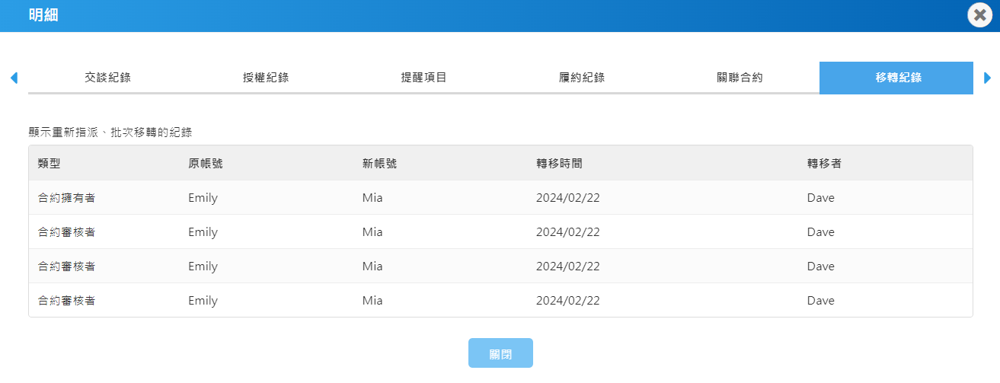 明細
交談紀錄 授權紀錄 提醒項目 履約紀錄 關聯合約 移轉紀錄
顯示重新指派、批次移轉的紀錄
類型 原帳號 新帳號 轉移時間 轉移者
合約擁有者 Emily Mia 2024/02/22 Dave
合約審核者 Emily Mia 2024/02/22 Dave
合約審核者 Emily Mia 2024/02/22 Dave
合約審核者 Emily Mia 2024/02/22 Dave
關閉